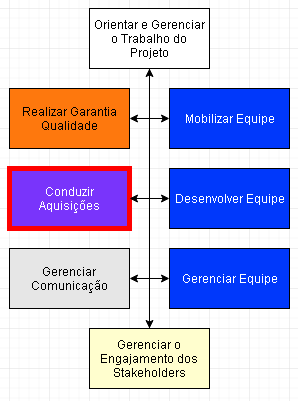 Orientar e Gerenciar
o Trabalho do
Projeto
Realizar Garantia
Qualidade
Mobilizar Equipe
Conduzir
Aquisições
Desenvolver Equipe
Gerenciar
Comunicação
Gerenciar Equipe
Gerenciar o
Engajamento dos
Stakeholders